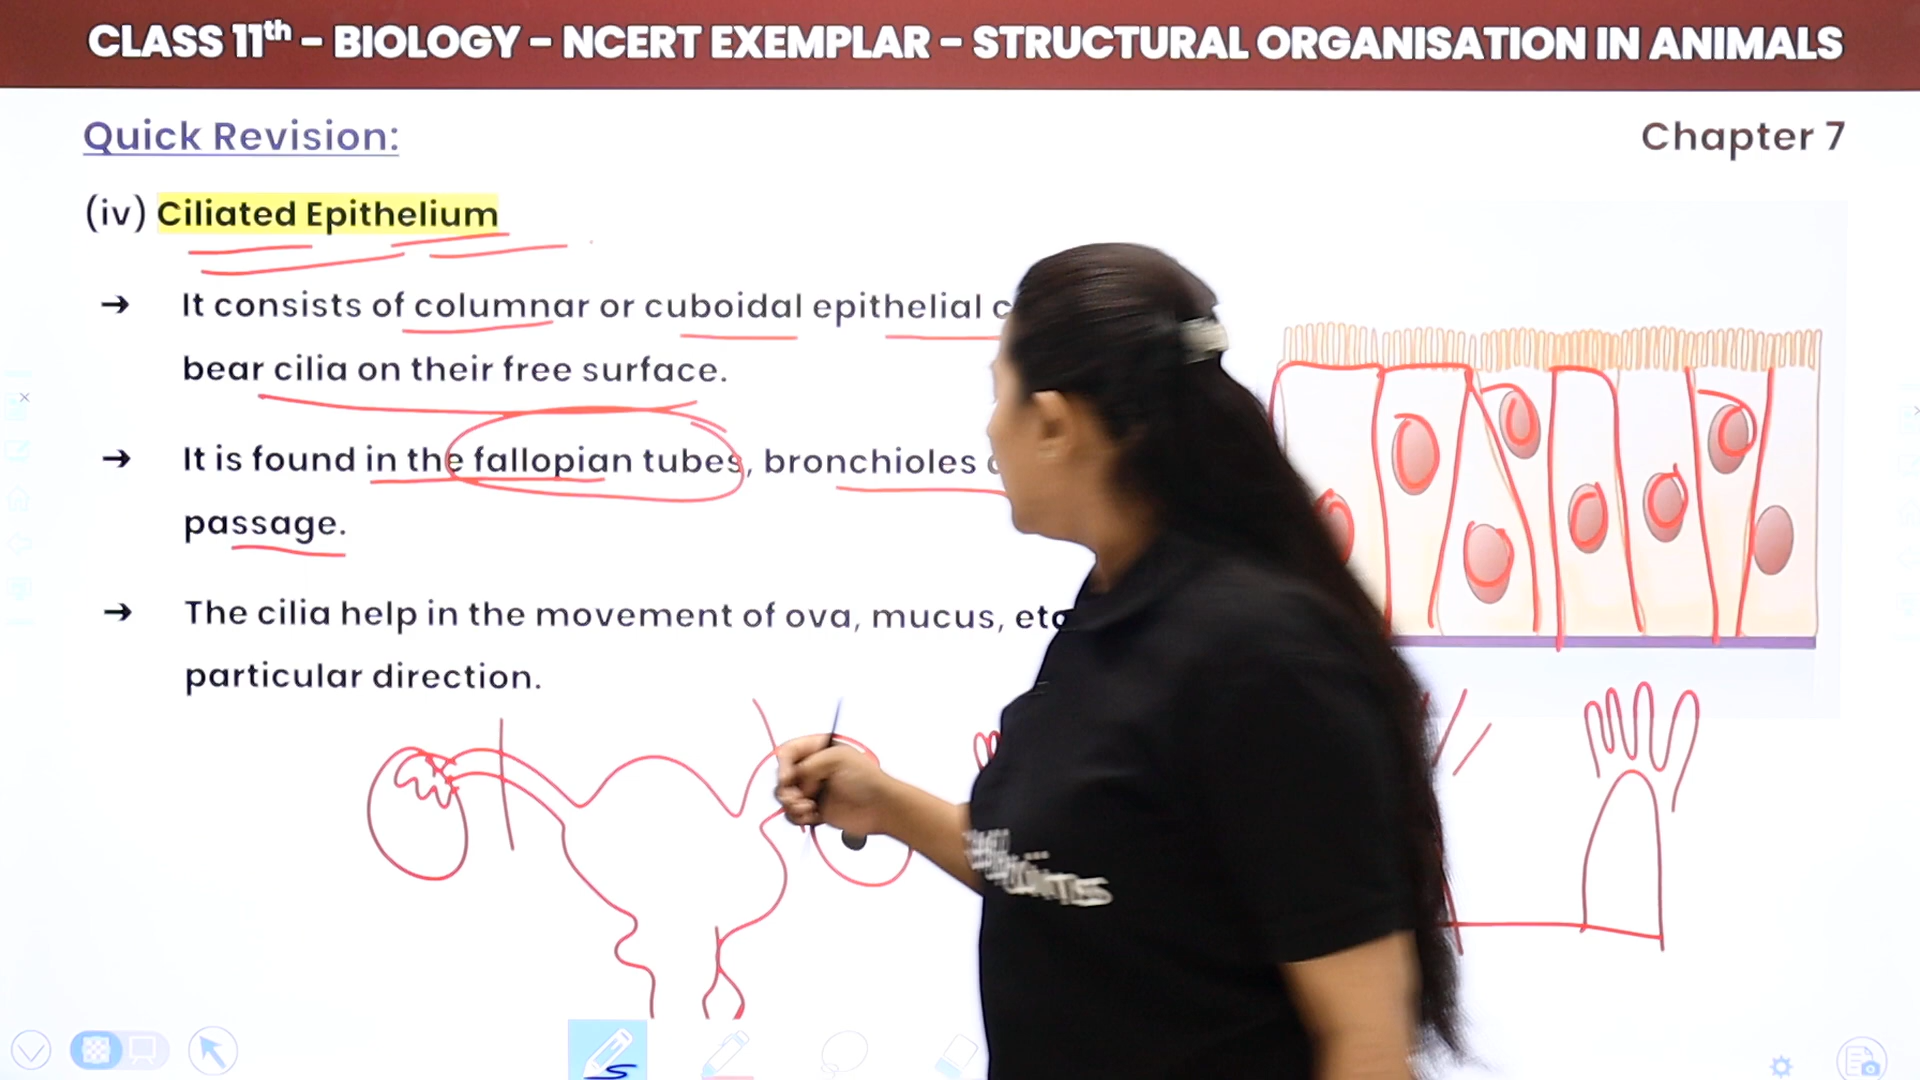 CLASS 11th - BIOLOGY - NCERT EXEMPLAR - STRUCTURAL ORGANISATION IN ANIMALS
Quick Revision:
Chapter 7
(iv) Ciliated Epithelium
→ It consists of columnar or cuboidal epithelial
bear cilia on their free surface.
→ It is found in the fallopian tubes, bronchioles
passage.
→ The cilia help in the movement of ova, mucus, etc
particular direction.